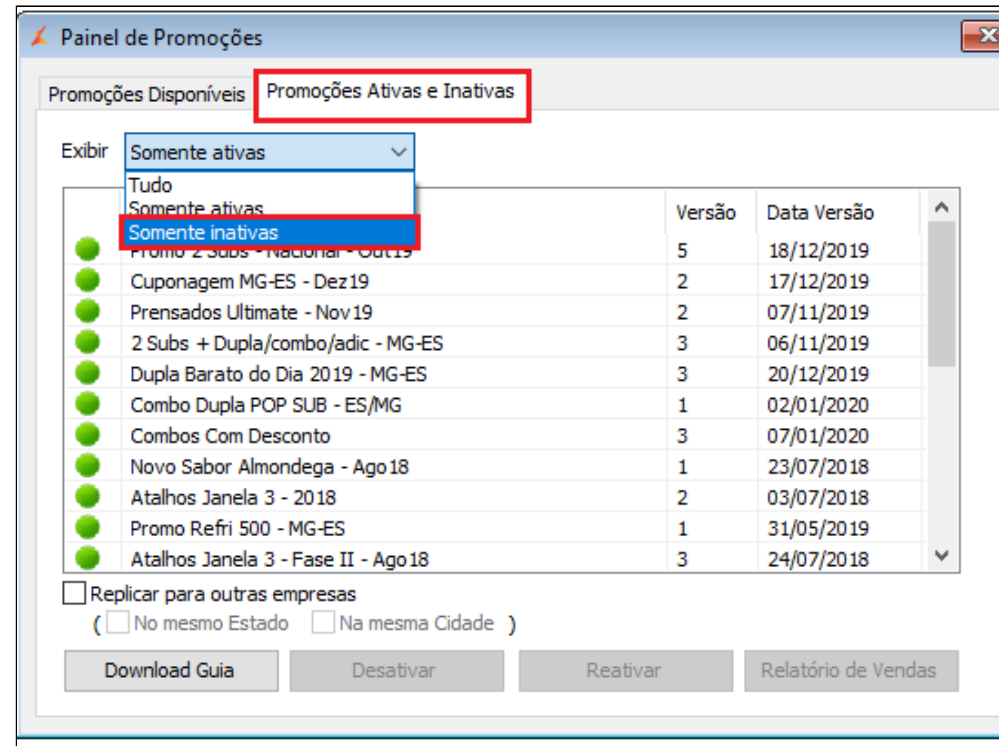 Painel de Promoções
Promoções Disponíveis Promoções Ativas e Inativas
Exibir Somente ativas
Tudo
Somente ativas
Somente inativas
Versão Data Versão
Promo 2 Subs - Nacional - Out19 5 18/12/2019
Cuponagem MG-ES - Dez19 2 17/12/2019
Prensados Ultimate - Nov19 2 07/11/2019
2 Subs + Dupla/combo/adic - MG-ES 3 06/11/2019
Dupla Barato do Dia 2019 - MG-ES 3 20/12/2019
Combo Dupla POP SUB - ES/MG 1 02/01/2020
Combos Com Desconto 3 07/01/2020
Novo Sabor Almondega - Ago18 1 23/07/2018
Atalhos Janela 3 - 2018 2 03/07/2018
Promo Refri 500 - MG-ES 1 31/05/2019
Atalhos Janela 3 - Fase II - Ago18 3 24/07/2018
Replicar para outras empresas
( No mesmo Estado Na mesma Cidade )
Download Guia Desativar Reativar Relatório de Vendas